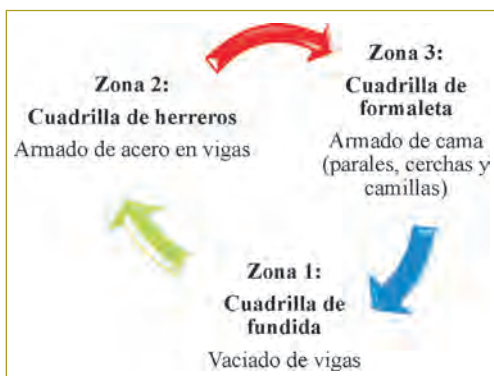 Zona 2:
Cuadrilla de herreros
Armado de acero en vigas
Zona 3:
Cuadrilla de
formaleta
Armado de cama
(parales, cerchas y
camillas)
Zona 1:
Cuadrilla de
fundida
Vaciado de vigas